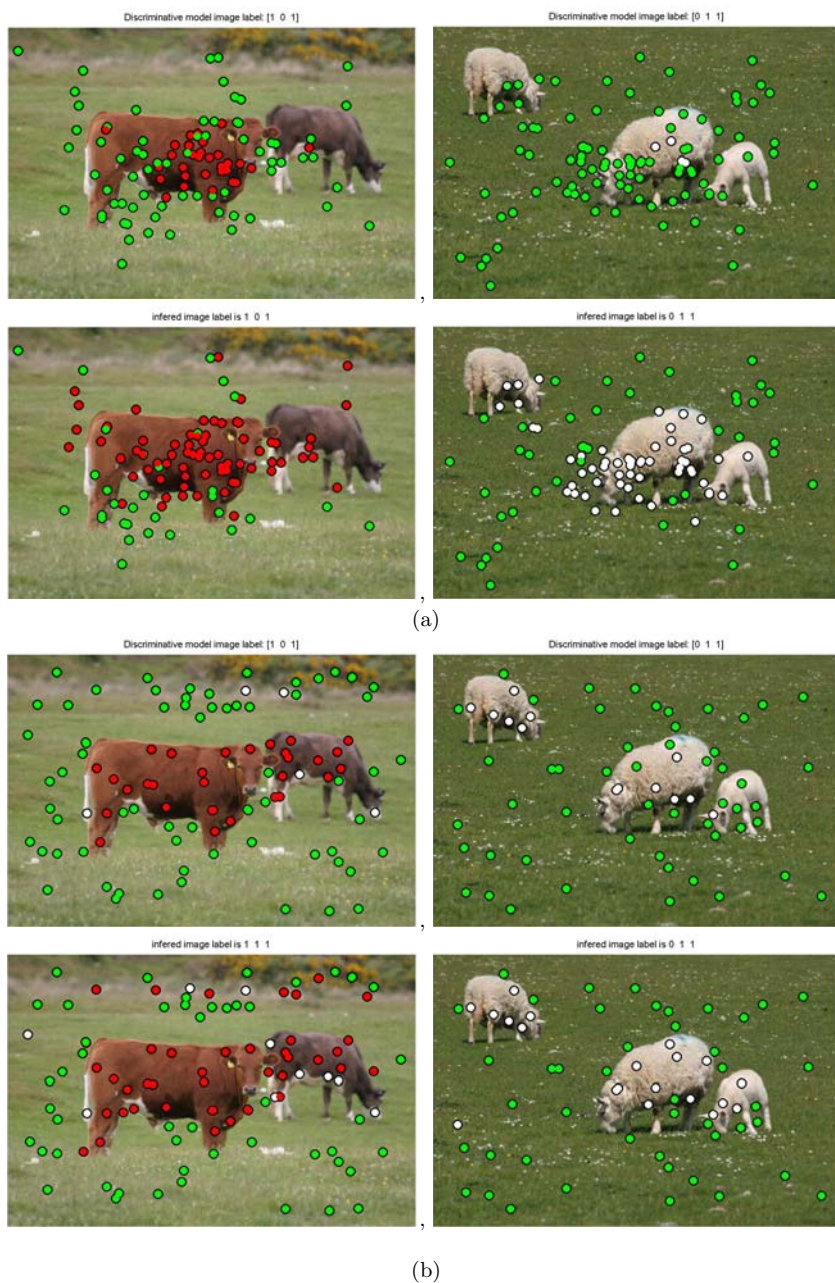 Discriminative model image label: [1 0 1]
Discriminative model image label: [0 1 1]
,
infered image label is 1 0 1
infered image label is 0 1 1
,
(a)
Discriminative model image label: [1 0 1]
Discriminative model image label: [0 1 1]
,
infered image label is 1 1 1
infered image label is 0 1 1
,
(b)